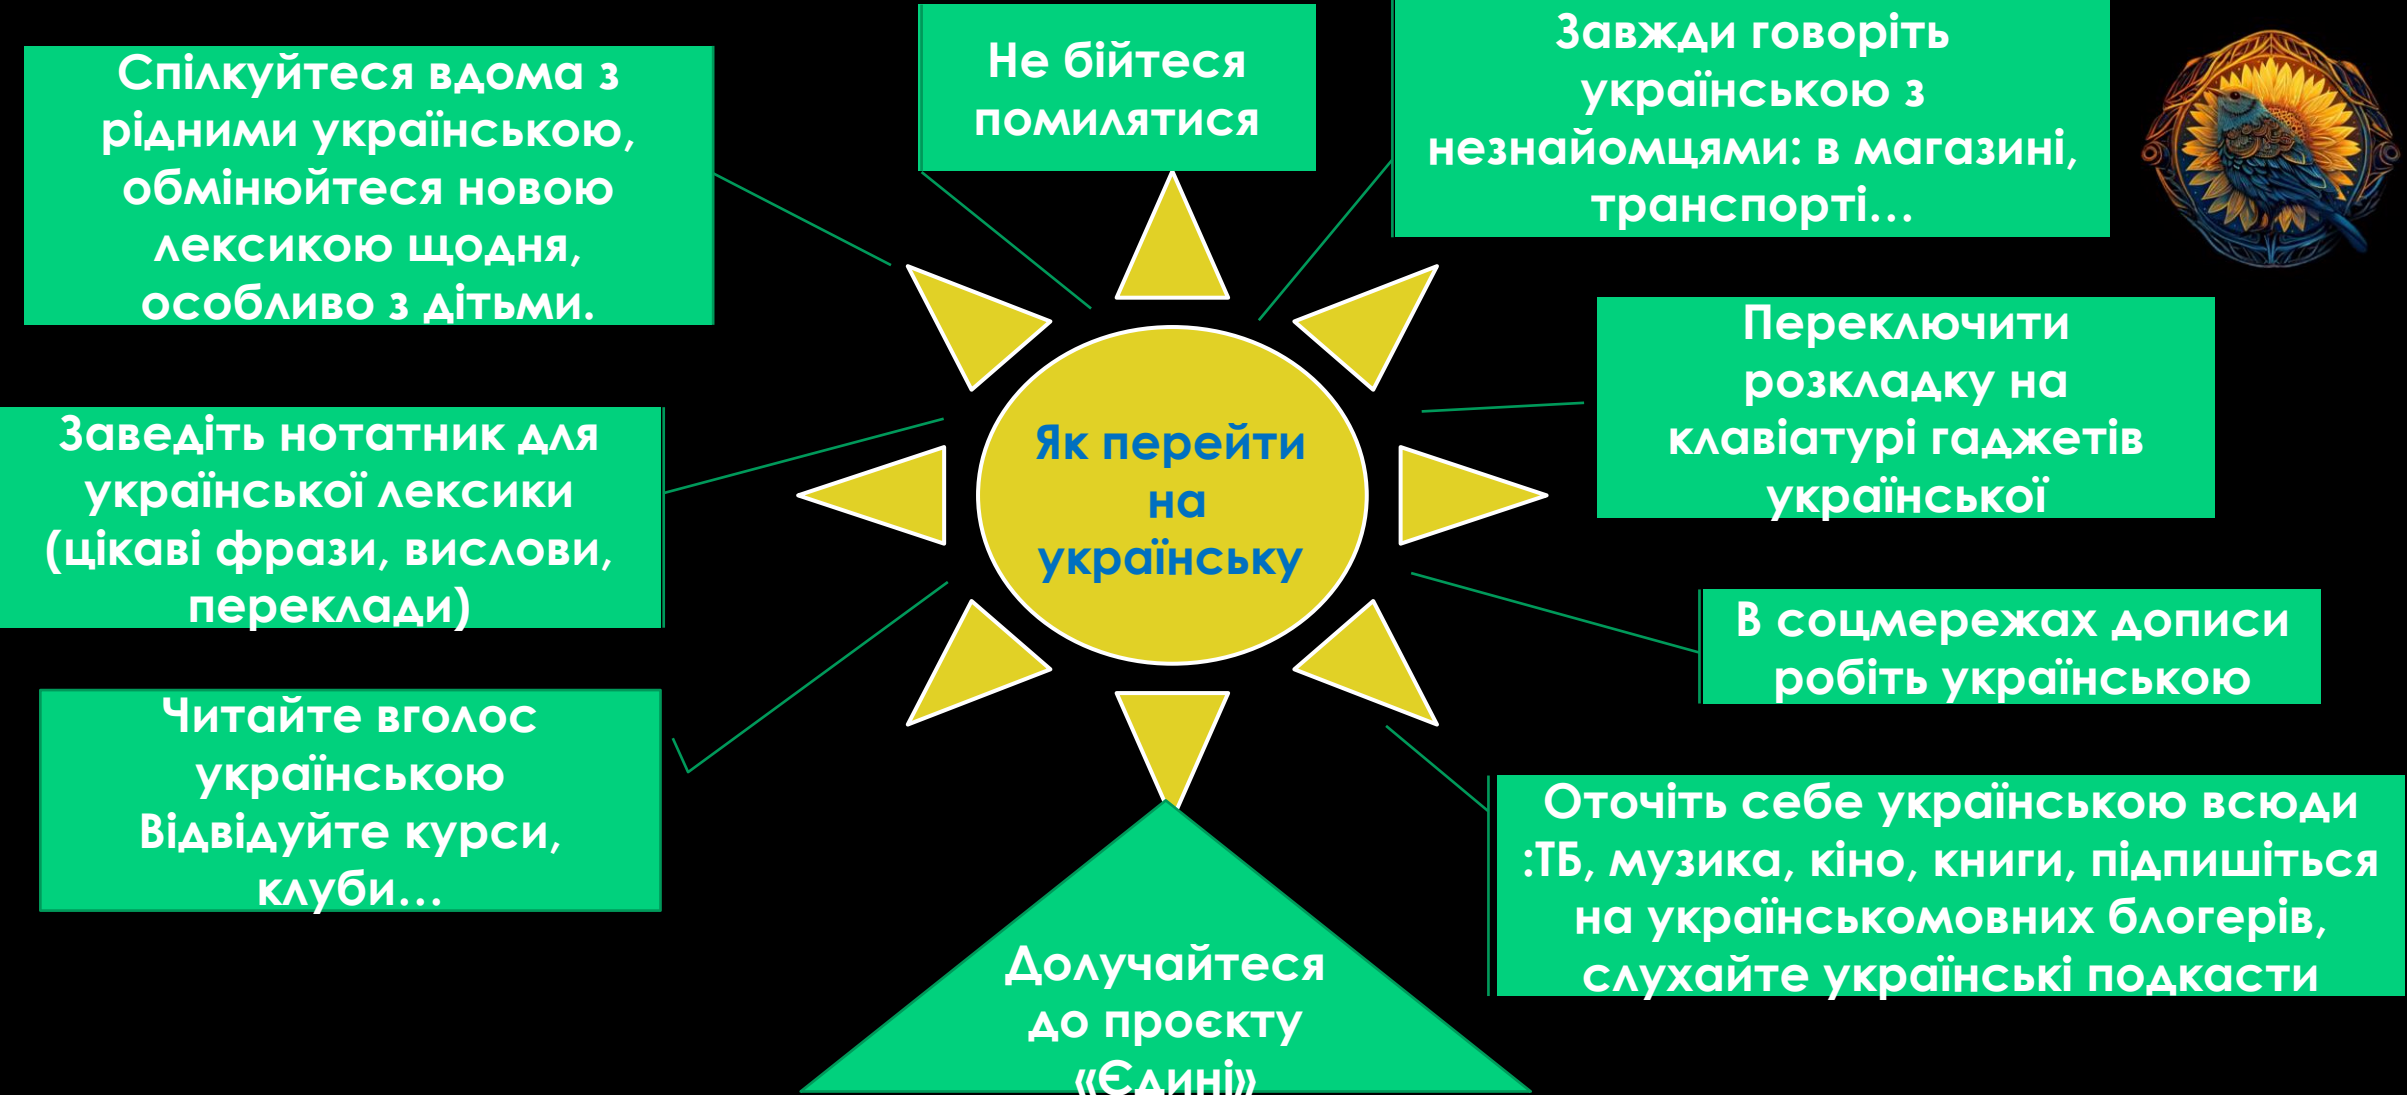 Спілкуйтеся вдома з
рідними українською,
обмінюйтеся новою
лексикою щодня,
особливо з дітьми.
Не бійтеся
помилятися
Завжди говоріть
українською з
незнайомцями: в магазині,
транспорті...
Переключити
розкладку на
клавіатурі гаджетів
української
Заведіть нотатник для
української лексики
(цікаві фрази, вислови,
переклади)
Як перейти
на
українську
В соцмережах дописи
робіть українською
Читайте вголос
українською
Відвідуйте курси,
клуби...
Оточіть себе українською всюди
:ТБ, музика, кіно, книги, підпишіться
на українськомовних блогерів,
слухайте українські подкасти
Долучайтеся
до проєкту
«Єдині»